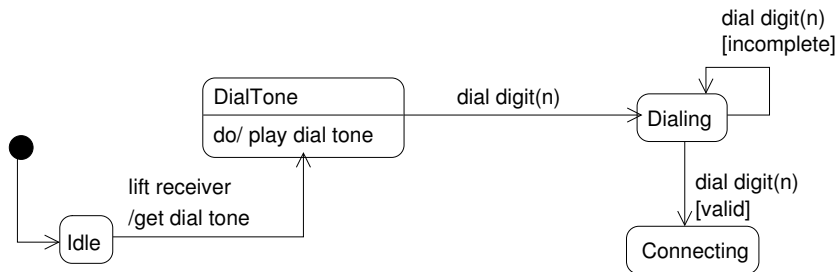 dial digit(n)
[incomplete]
DialTone
dial digit(n)
Dialing
do/ play dial tone
lift receiver
/get dial tone
dial digit(n)
[valid]
Idle
Connecting